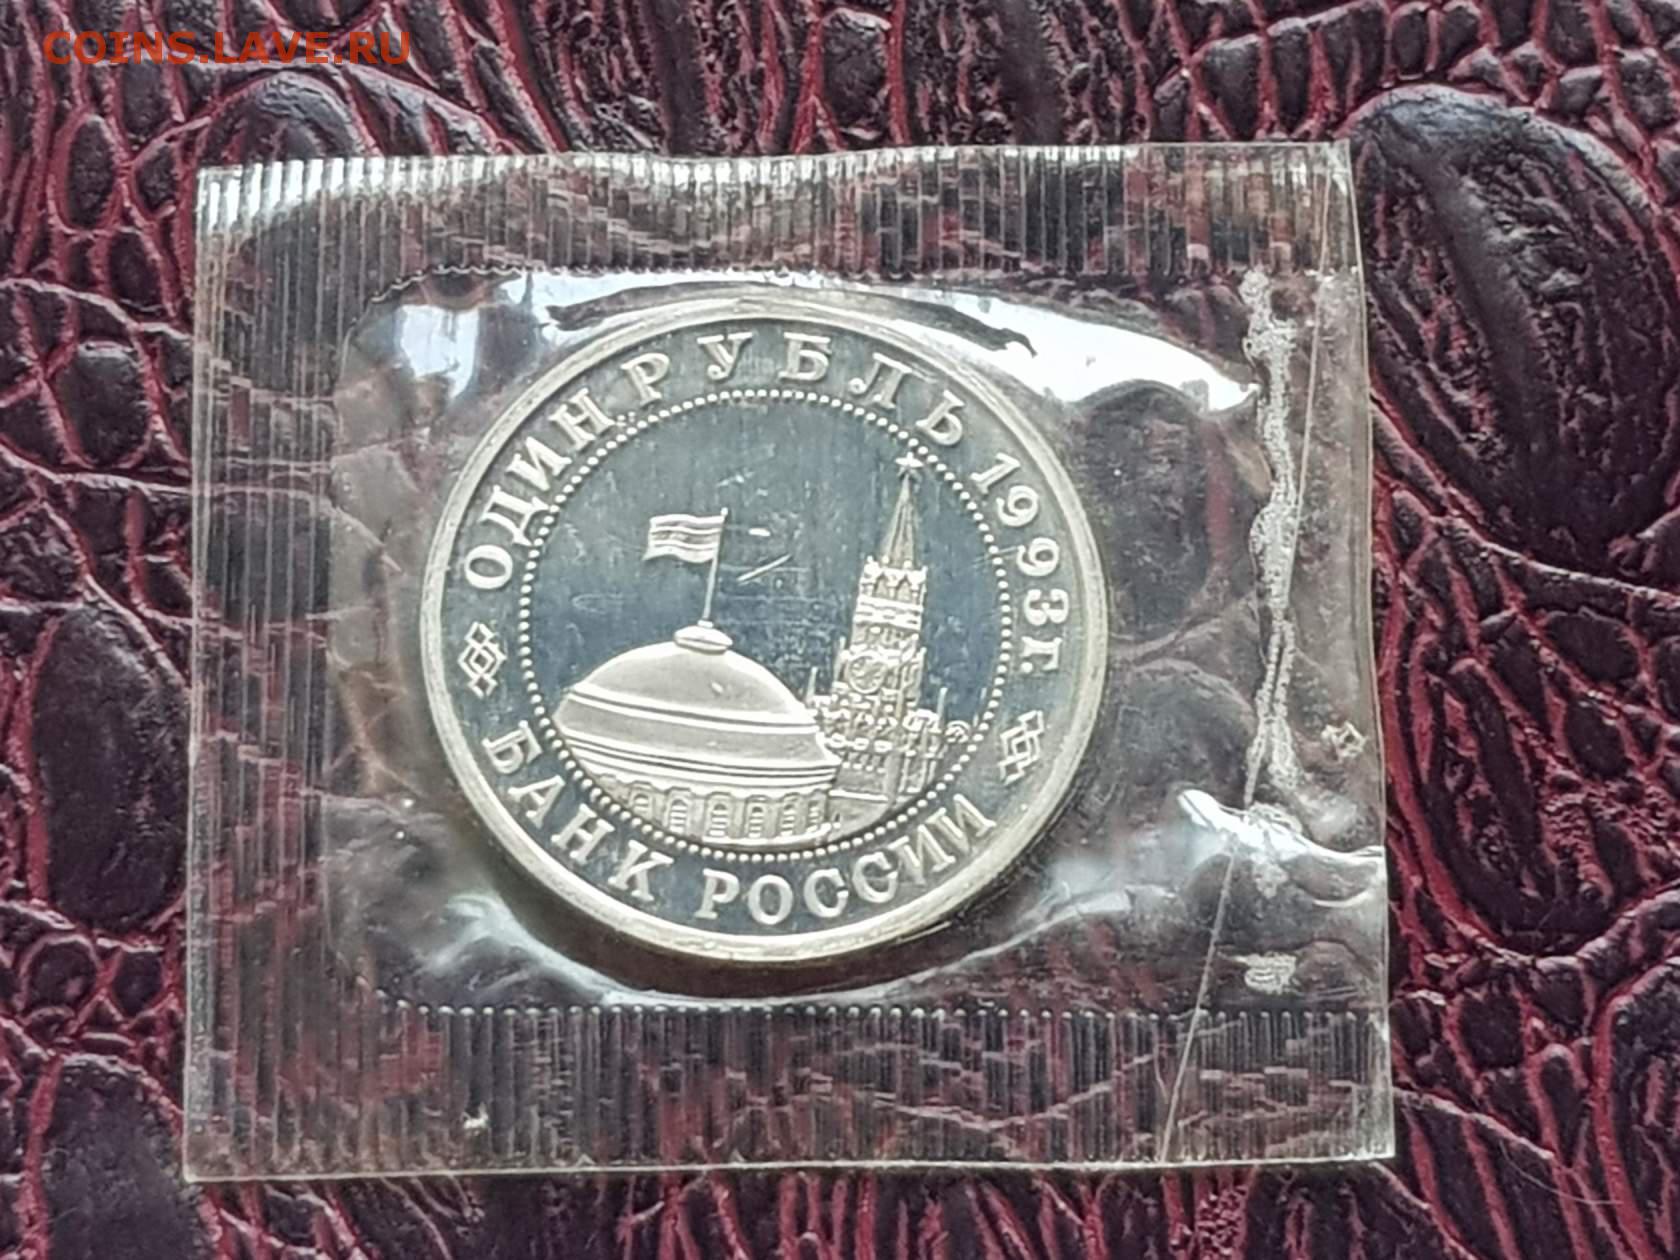 COINS.LAVE.RU
ОДИН РУБЛЬ 1993г.
БАНК РОССИИ